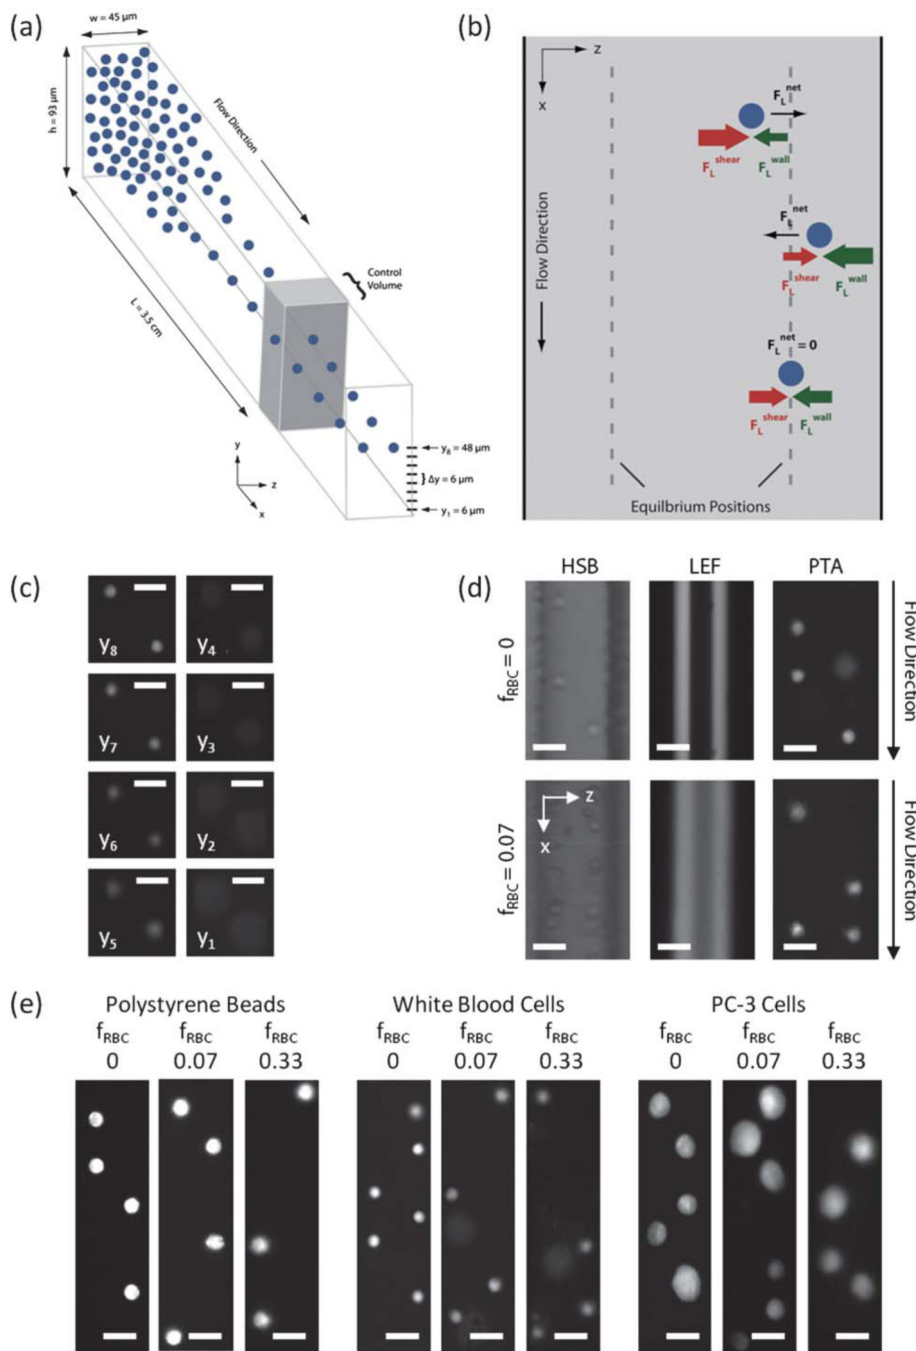 (a)
w = 45 µm
h = 93 µm
Flow Direction
Control
Volume
L = 3.5 cm
y₈ = 48 µm
Δy = 6 µm
y₁ = 6 µm
y
z
x
(b)
z
x
Flow Direction
F_L^net
F_L^shear F_L^wall
F_L^net
F_L^shear F_L^wall
F_L^net = 0
F_L^shear F_L^wall
Equilbrium Positions
(c)
y₈ y₄
y₇ y₃
y₆ y₂
y₅ y₁
(d)
HSB LEF PTA
f_RBC = 0
Flow Direction
f_RBC = 0.07
z
x
Flow Direction
(e)
Polystyrene Beads White Blood Cells PC-3 Cells
f_RBC f_RBC f_RBC f_RBC f_RBC f_RBC f_RBC f_RBC f_RBC
0 0.07 0.33 0 0.07 0.33 0 0.07 0.33